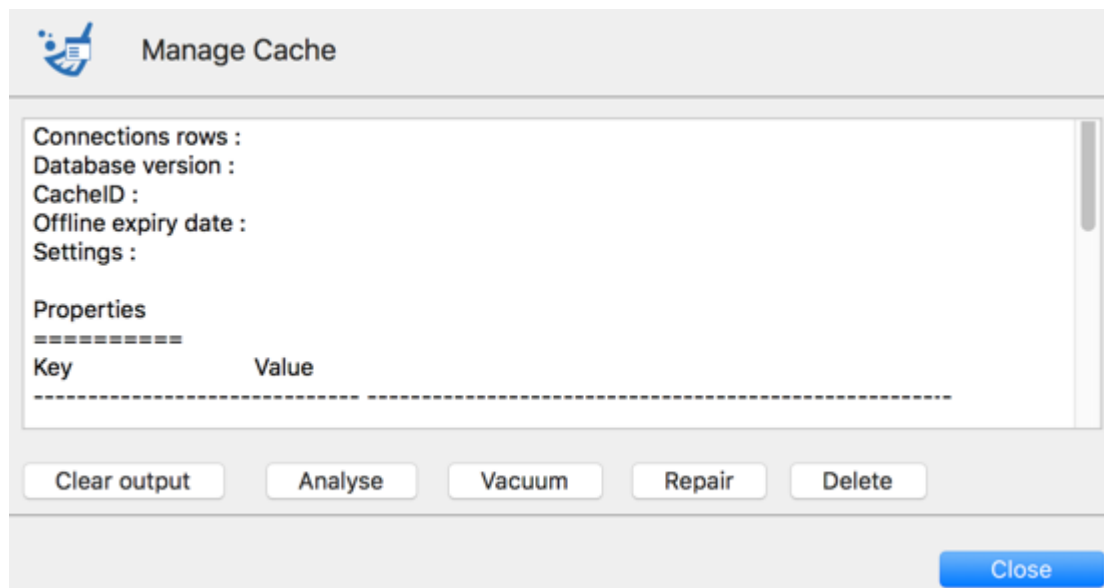 Manage Cache
Connections rows :
Database version :
CacheID :
Offline expiry date :
Settings :
Properties
==========
Key Value
------------------------------ ------------------------------------------------------
Clear output Analyse Vacuum Repair Delete
Close